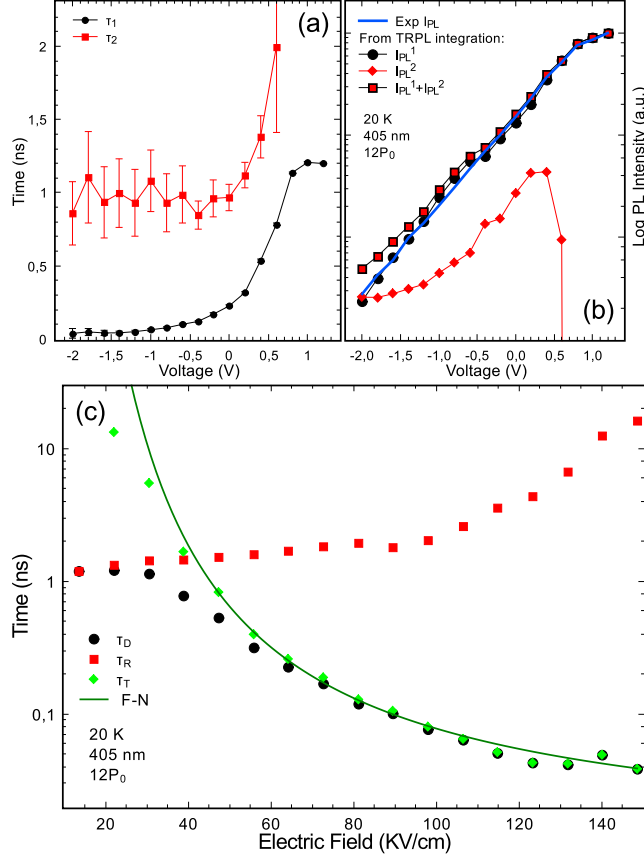 (a)
τ1
τ2
Time (ns)
2
1,5
1
0,5
0
-2
-1,5
-1
-0,5
0
0,5
1
Voltage (V)
(b)
Exp IPL
From TRPL integration:
IPL1
IPL2
IPL1+IPL2
20 K
405 nm
12P0
Log PL Intensity (a.u.)
-2,0
-1,5
-1,0
-0,5
0,0
0,5
1,0
Voltage (V)
(c)
Time (ns)
10
1
0,1
τD
τR
τT
F-N
20 K
405 nm
12P0
20
40
60
80
100
120
140
Electric Field (KV/cm)